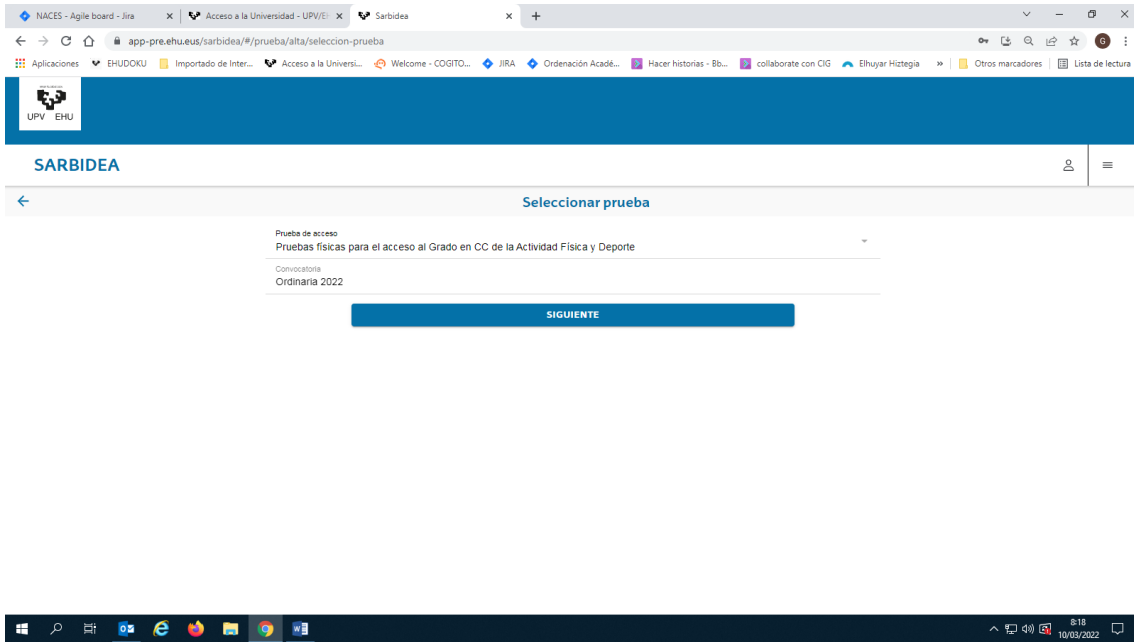 NACES - Agile board - Jira
Acceso a la Universidad - UPV/EH
Sarbidea
app-pre.ehu.eus/sarbidea/#/prueba/alta/seleccion-prueba
G
Aplicaciones
EHUDOKU
Importado de Inter...
Acceso a la Universi...
Welcome - COGITO...
JIRA
Ordenación Acadé...
Hacer historias - Bb...
collaborate con CIG
Elhuyar Hiztegia
»
Otros marcadores
Lista de lectura
UPV EHU
SARBIDEA
Seleccionar prueba
Prueba de acceso
Pruebas físicas para el acceso al Grado en CC de la Actividad Física y Deporte
Convocatoria
Ordinaria 2022
SIGUIENTE
8:18
10/03/2022